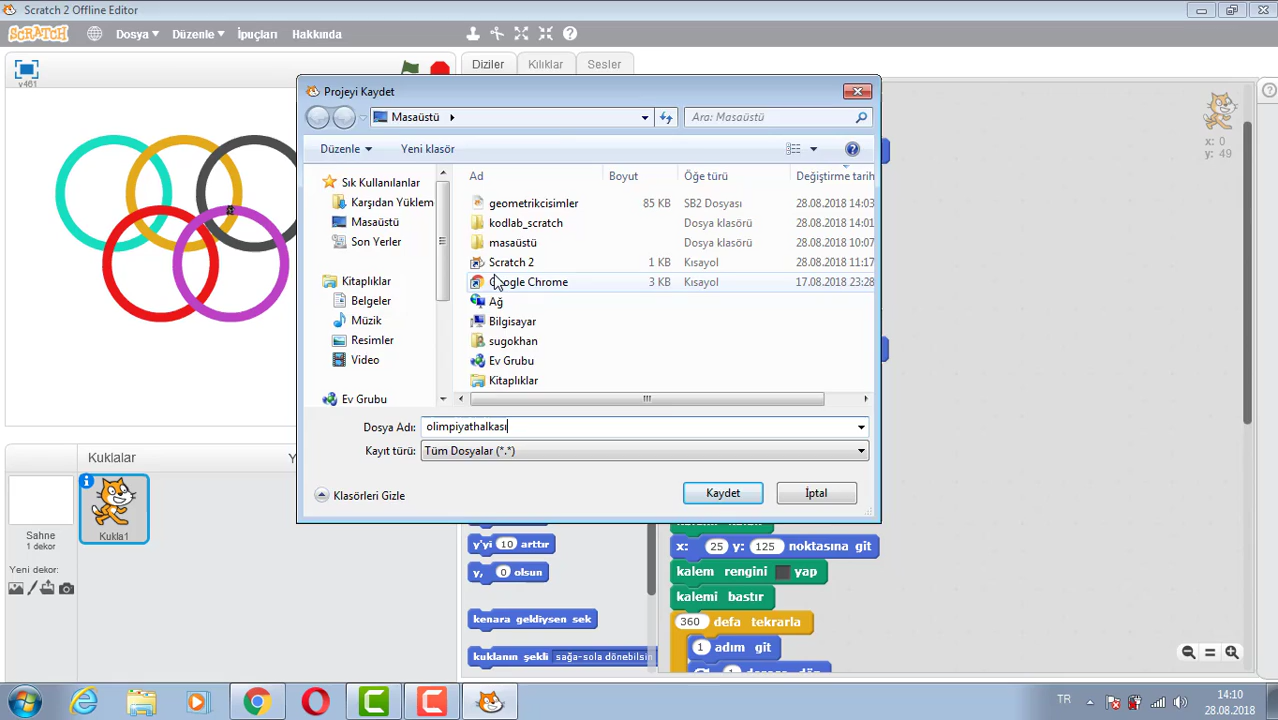 Scratch 2 Offline Editor
SCRATCH Dosya Düzenle İpuçları Hakkında
v461
Diziler Kılıklar Sesler
Projeyi Kaydet
Masaüstü
Ara: Masaüstü
Düzenle Yeni klasör
Ad Boyut Öğe türü Değiştirme tarih
Sık Kullanılanlar
Karşıdan Yüklem
Masaüstü
Son Yerler
Kitaplıklar
Belgeler
Müzik
Resimler
Video
Ev Grubu
geometrikcisimler 85 KB SB2 Dosyası 28.08.2018 14:03
kodlab_scratch Dosya klasörü 28.08.2018 14:01
masaüstü Dosya klasörü 28.08.2018 10:07
Scratch 2 1 KB Kısayol 28.08.2018 11:17
Google Chrome 3 KB Kısayol 17.08.2018 23:28
Ağ
Bilgisayar
sugokhan
Ev Grubu
Kitaplıklar
Dosya Adı: olimpiyathalkası
Kayıt türü: Tüm Dosyalar (*.*)
Klasörleri Gizle
Kaydet İptal
x: 0
y: 49
Kuklalar Y
Sahne
1 dekor
Yeni dekor:
Kukla1
y'yi 10 arttır
y, 0 olsun
kenara geldiysen sek
kuklanın şekli sağa-sola dönebilsin
x: 25 y: 125 noktasına git
kalem rengini yap
kalemi bastır
360 defa tekrarla
1 adım git
TR
14:10
28.08.2018